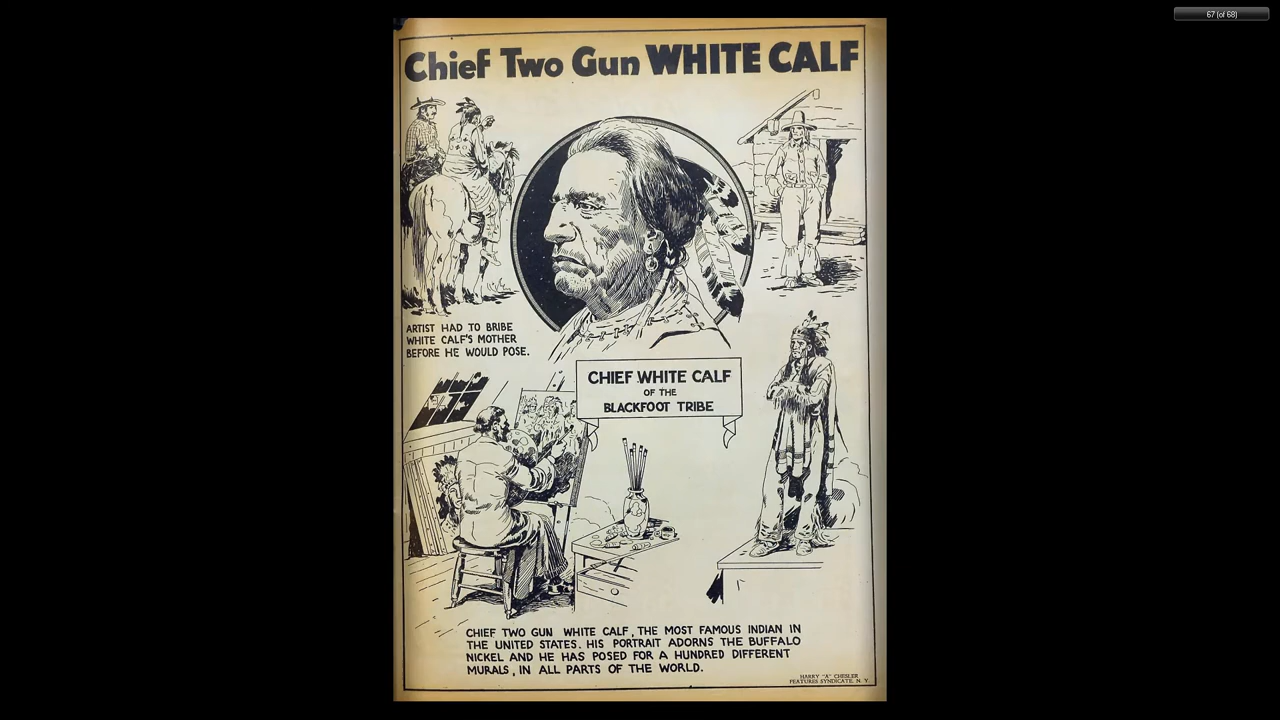 67 (of 68)
Chief Two Gun WHITE CALF
ARTIST HAD TO BRIBE
WHITE CALF'S MOTHER
BEFORE HE WOULD POSE.
CHIEF WHITE CALF
OF THE
BLACKFOOT TRIBE
CHIEF TWO GUN WHITE CALF, THE MOST FAMOUS INDIAN IN
THE UNITED STATES. HIS PORTRAIT ADORNS THE BUFFALO
NICKEL AND HE HAS POSED FOR A HUNDRED DIFFERENT
MURALS, IN ALL PARTS OF THE WORLD.
HARRY "A" CHESLER
FEATURES SYNDICATE, N. Y.